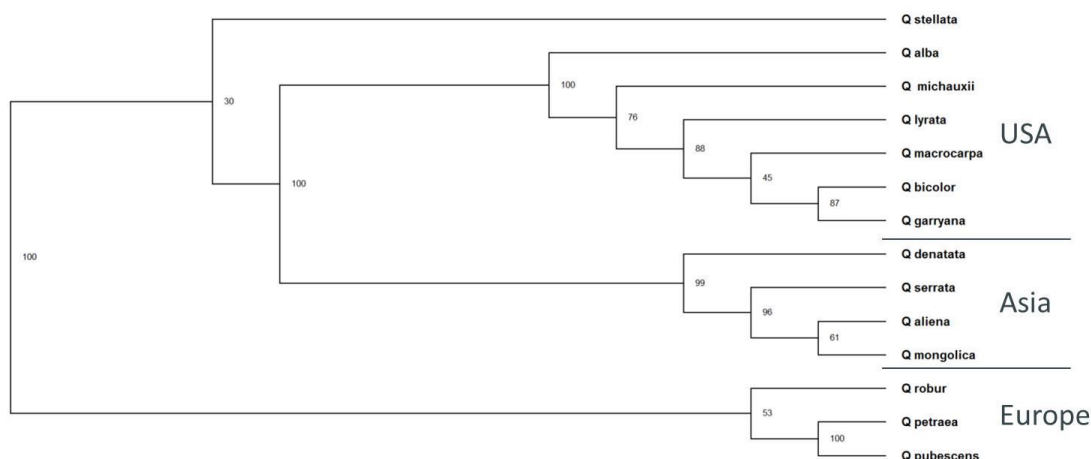 Q stellata
Q alba
100
Q michauxii
30
76
Q lyrata
USA
88
Q macrocarpa
45
100
Q bicolor
87
Q garryana
100
Q denatata
99
Q serrata
Asia
96
Q aliena
61
Q mongolica
Q robur
53
Europe
Q petraea
100
Q pubescens